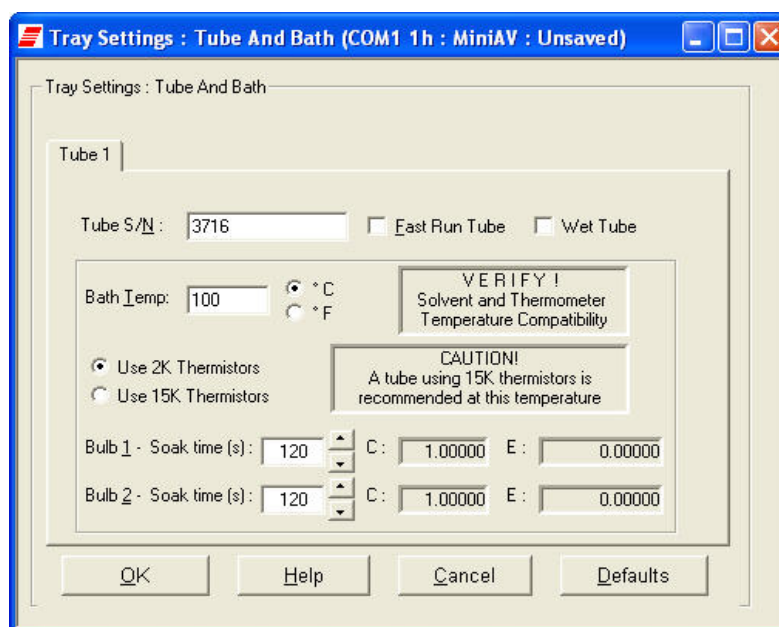 Tray Settings : Tube And Bath (COM1 1h : MiniAV : Unsaved)
Tray Settings : Tube And Bath
Tube 1
Tube S/N : 3716 Fast Run Tube Wet Tube
Bath Temp: 100 ° C
° F
V E R I F Y !
Solvent and Thermometer
Temperature Compatibility
Use 2K Thermistors
Use 15K Thermistors
CAUTION!
A tube using 15K thermistors is
recommended at this temperature
Bulb 1 - Soak time (s) : 120 C : 1.00000 E : 0.00000
Bulb 2 - Soak time (s) : 120 C : 1.00000 E : 0.00000
OK Help Cancel Defaults